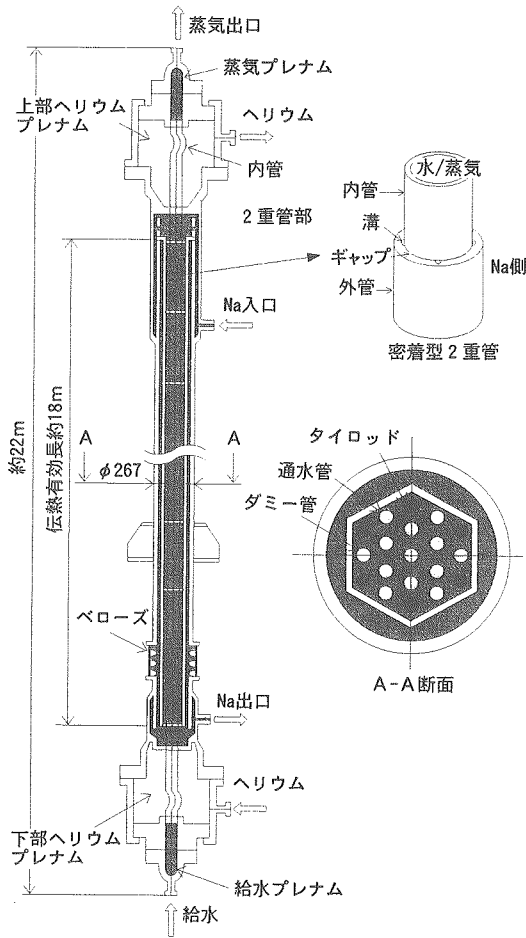 蒸気出口
蒸気プレナム
上部ヘリウム
プレナム
ヘリウム
内管
2重管部
水/蒸気
内管
溝
ギャップ
外管
Na側
密着型2重管
Na入口
約22m
伝熱有効長約18m
A
A
φ267
タイロッド
通水管
ダミー管
A-A断面
ベローズ
Na出口
ヘリウム
下部ヘリウム
プレナム
給水プレナム
給水